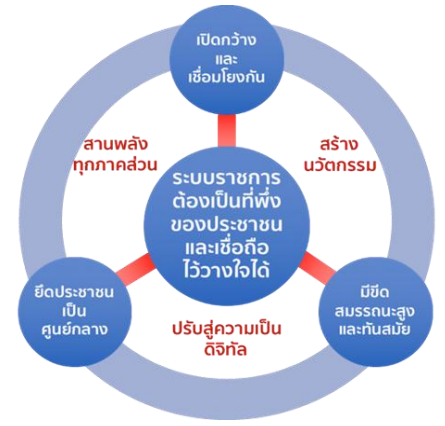 เปิดกว้าง
และ
เชื่อมโยงกัน
สานพลัง
ทุกภาคส่วน
สร้าง
นวัตกรรม
ระบบราชการ
ต้องเป็นที่พึ่ง
ของประชาชน
และเชื่อถือ
ไว้วางใจได้
ยึดประชาชน
เป็น
ศูนย์กลาง
มีขีด
สมรรถนะสูง
และทันสมัย
ปรับสู่ความเป็น
ดิจิทัล